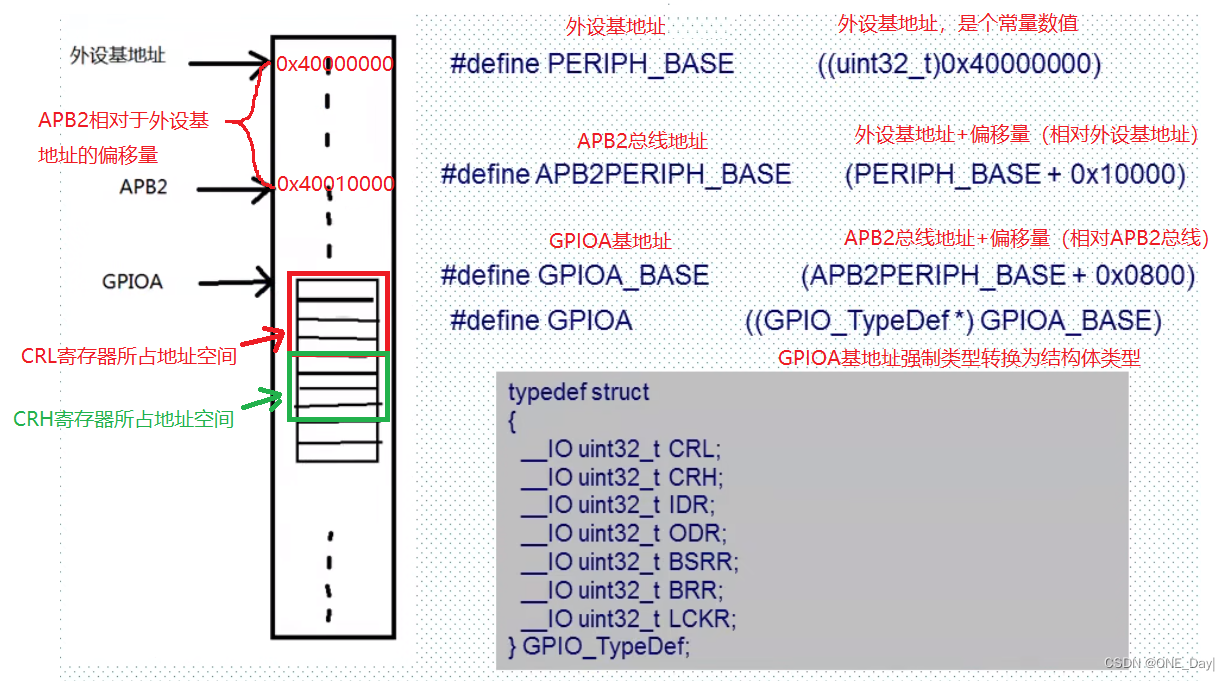 外设基地址
0x40000000
APB2相对于外设基
地址的偏移量
0x40010000
APB2
GPIOA
CRL寄存器所占地址空间
CRH寄存器所占地址空间
外设基地址 外设基地址，是个常量数值
#define PERIPH_BASE ((uint32_t)0x40000000)
APB2总线地址 外设基地址+偏移量（相对外设基地址）
#define APB2PERIPH_BASE (PERIPH_BASE + 0x10000)
GPIOA基地址 APB2总线地址+偏移量（相对APB2总线）
#define GPIOA_BASE (APB2PERIPH_BASE + 0x0800)
#define GPIOA ((GPIO_TypeDef *) GPIOA_BASE)
GPIOA基地址强制类型转换为结构体类型
typedef struct
{
__IO uint32_t CRL;
__IO uint32_t CRH;
__IO uint32_t IDR;
__IO uint32_t ODR;
__IO uint32_t BSRR;
__IO uint32_t BRR;
__IO uint32_t LCKR;
} GPIO_TypeDef;
CSDN @ONE_Day|